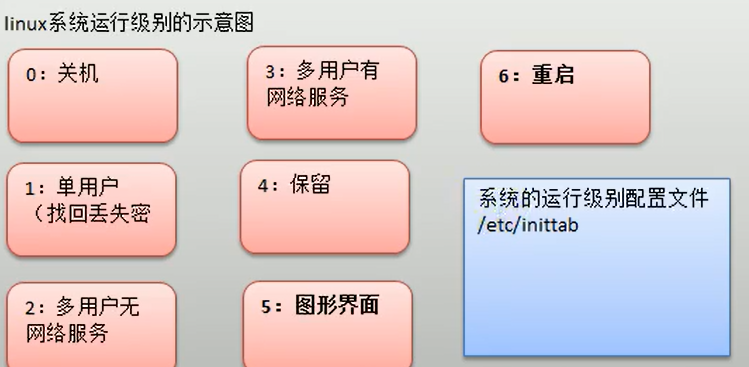 linux系统运行级别的示意图
0：关机
3：多用户有
网络服务
6：重启
1：单用户
（找回丢失密
4：保留
系统的运行级别配置文件
/etc/inittab
2：多用户无
网络服务
5：图形界面